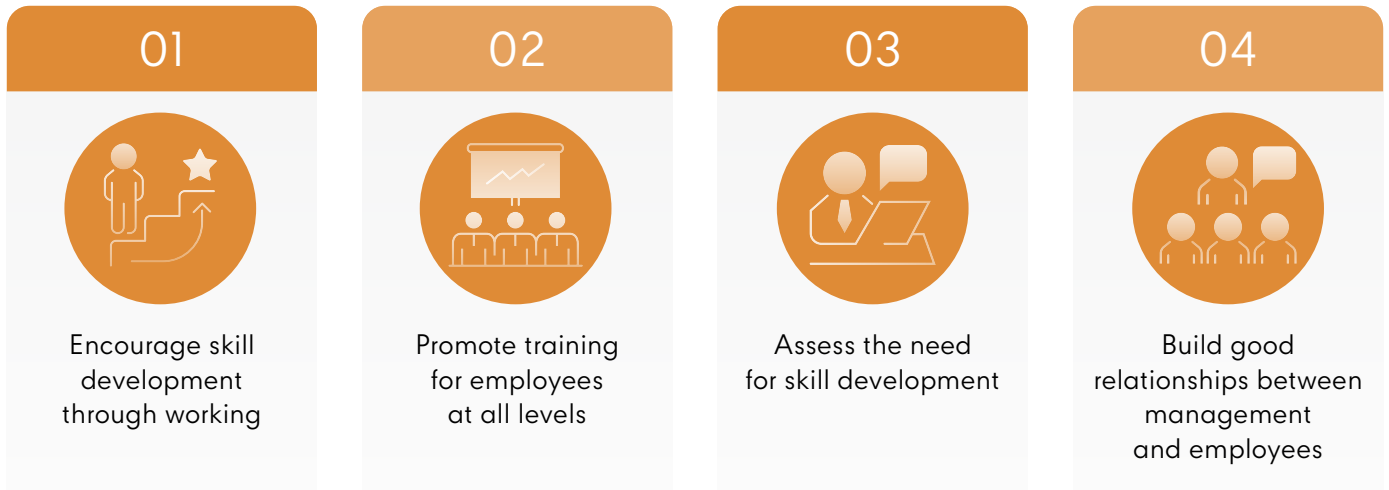 01
Encourage skill
development
through working
02
Promote training
for employees
at all levels
03
Assess the need
for skill development
04
Build good
relationships between
management
and employees